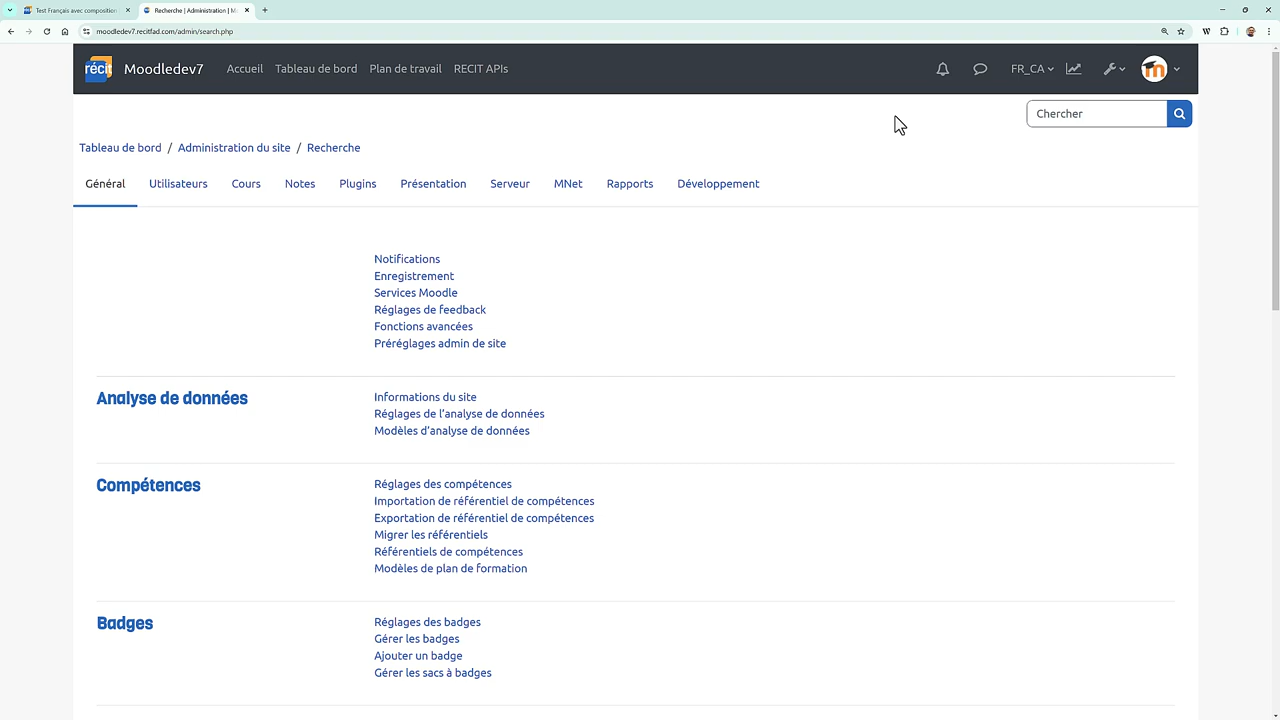 Test Français avec composition
Recherche | Administration | M
moodledev7.recitfad.com/admin/search.php
récit Moodledev7 Accueil Tableau de bord Plan de travail RECIT APIs FR_CA
Chercher
Tableau de bord / Administration du site / Recherche
Général Utilisateurs Cours Notes Plugins Présentation Serveur MNet Rapports Développement
Notifications
Enregistrement
Services Moodle
Réglages de feedback
Fonctions avancées
Préréglages admin de site
Analyse de données
Informations du site
Réglages de l'analyse de données
Modèles d'analyse de données
Compétences
Réglages des compétences
Importation de référentiel de compétences
Exportation de référentiel de compétences
Migrer les référentiels
Référentiels de compétences
Modèles de plan de formation
Badges
Réglages des badges
Gérer les badges
Ajouter un badge
Gérer les sacs à badges